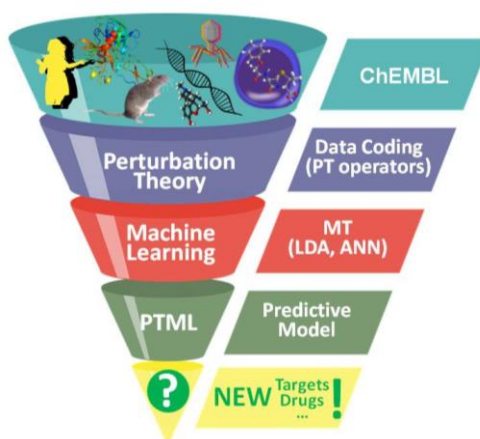 ChEMBL
Perturbation
Theory
Data Coding
(PT operators)
Machine
Learning
MT
(LDA, ANN)
PTML
Predictive
Model
?
NEW Targets
Drugs
...
!